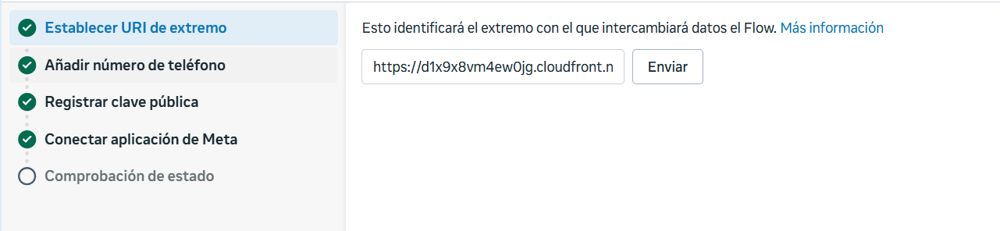 Establecer URI de extremo
Añadir número de teléfono
Registrar clave pública
Conectar aplicación de Meta
Comprobación de estado
Esto identificará el extremo con el que intercambiará datos el Flow. Más información
https://d1x9x8vm4ew0jg.cloudfront.n
Enviar